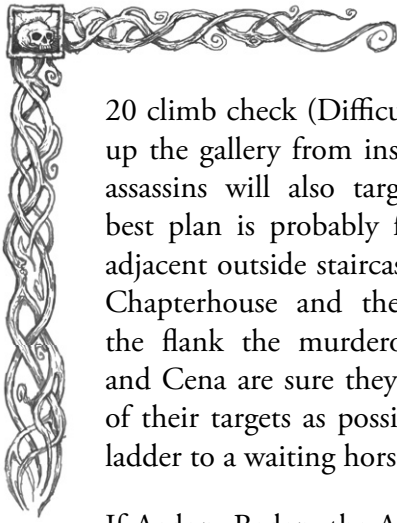 20 climb check (Difficu
up the gallery from ins
assassins will also targ
best plan is probably f
adjacent outside staircas
Chapterhouse and the
the flank the murdero
and Cena are sure they
of their targets as possi
ladder to a waiting hors